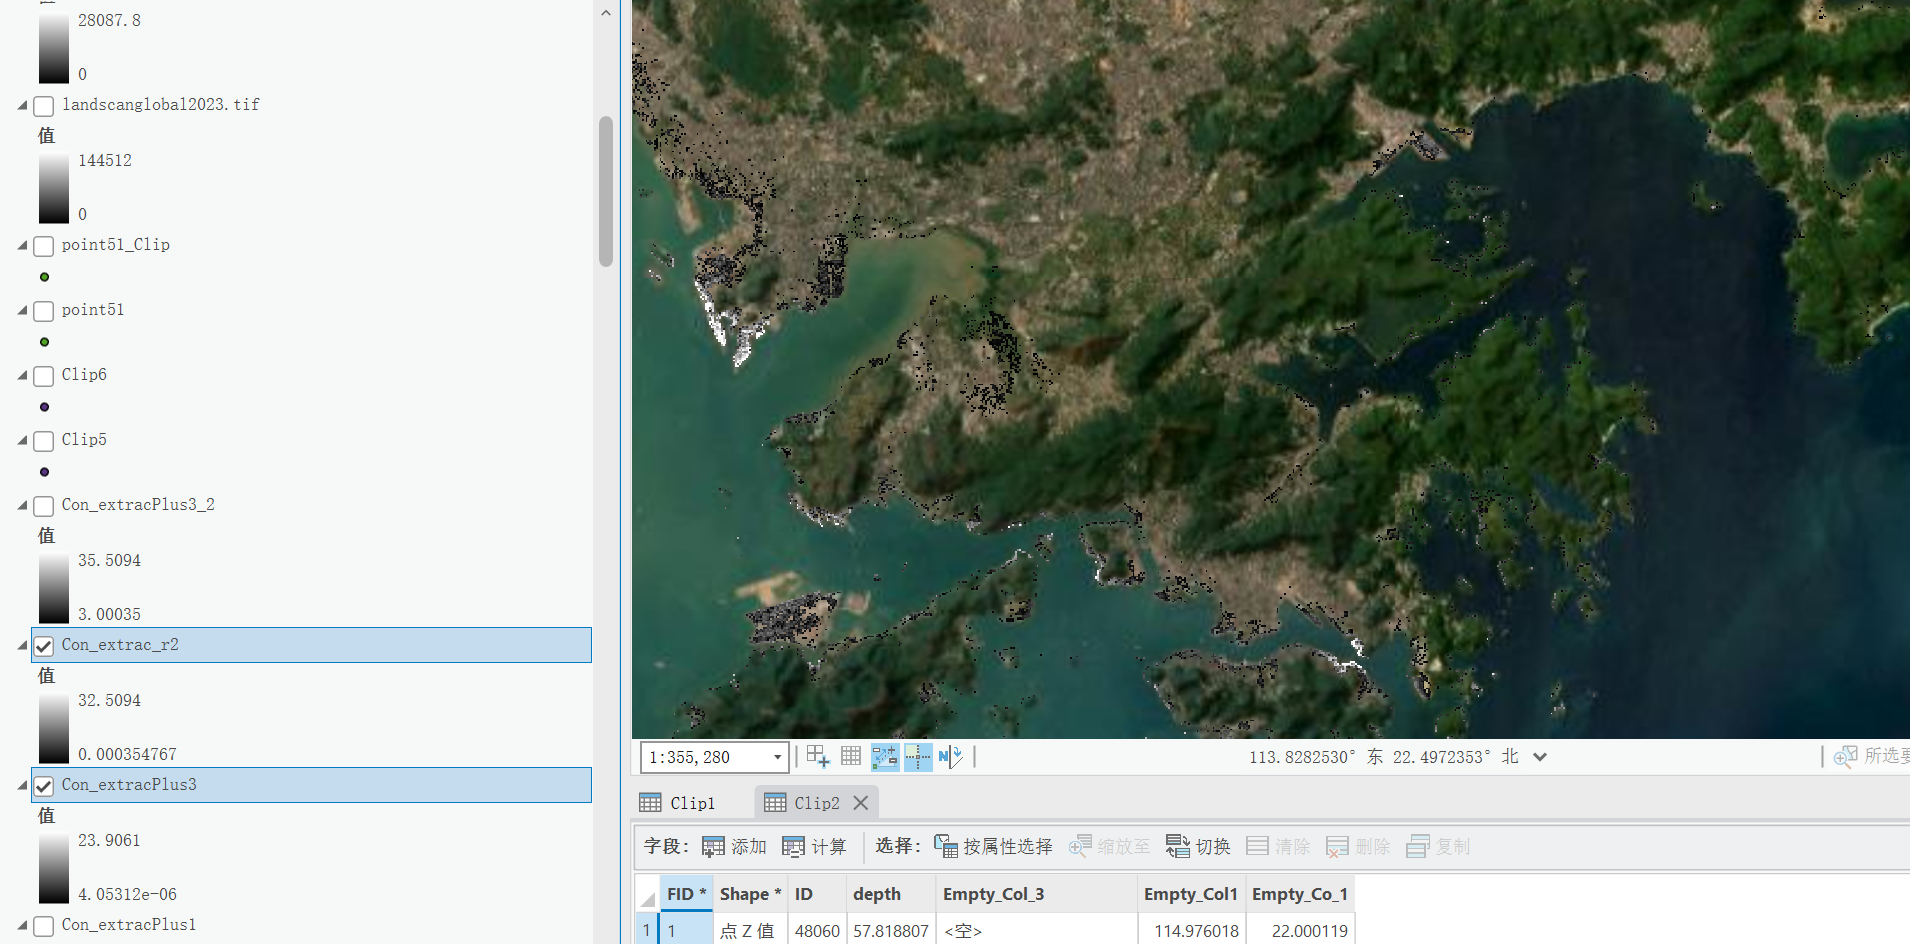 28087.8
0
landscanglobal2023.tif
值
144512
0
point51_Clip
point51
Clip6
Clip5
Con_extracPlus3_2
值
35.5094
3.00035
Con_extrac_r2
值
32.5094
0.000354767
Con_extracPlus3
值
23.9061
4.05312e-06
Con_extracPlus1
1:355,280
N
113.8282530° 东 22.4972353° 北
所选要
Clip1
Clip2
字段: 添加 计算 选择: 按属性选择 缩放至 切换 清除 删除 复制
FID * Shape * ID depth Empty_Col_3 Empty_Col1 Empty_Co_1
1 1 点 Z 值 48060 57.818807 <空> 114.976018 22.000119